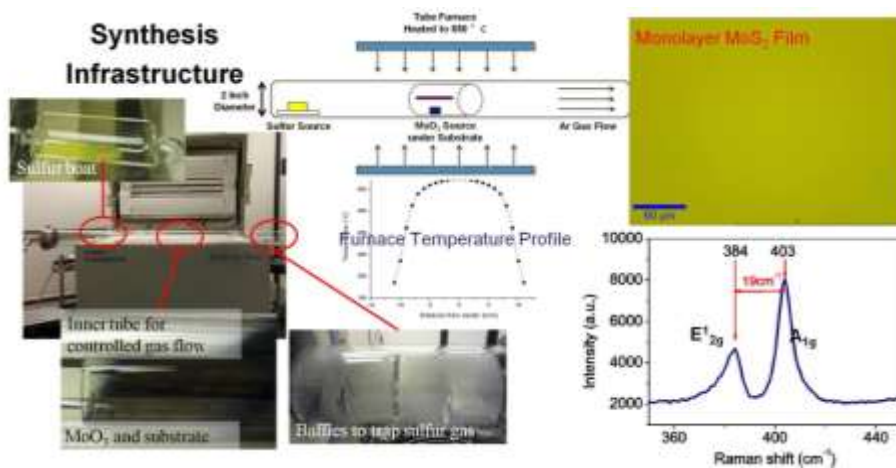 Synthesis
Infrastructure
Tube Furnace
Heated to 850° C
2 Inch
Diameter
Sulfur Source
MoO₃ Source
under Substrate
Ar Gas Flow
Monolayer MoS₂ Film
Sulfur boat
Furnace Temperature Profile
Inner tube for
controlled gas flow
MoO₃ and substrate
Baffles to trap sulfur gas
384
403
19cm⁻¹
E¹₂g
A₁g
10000
8000
6000
4000
2000
Intensity (a.u.)
360
400
440
Raman shift (cm⁻¹)